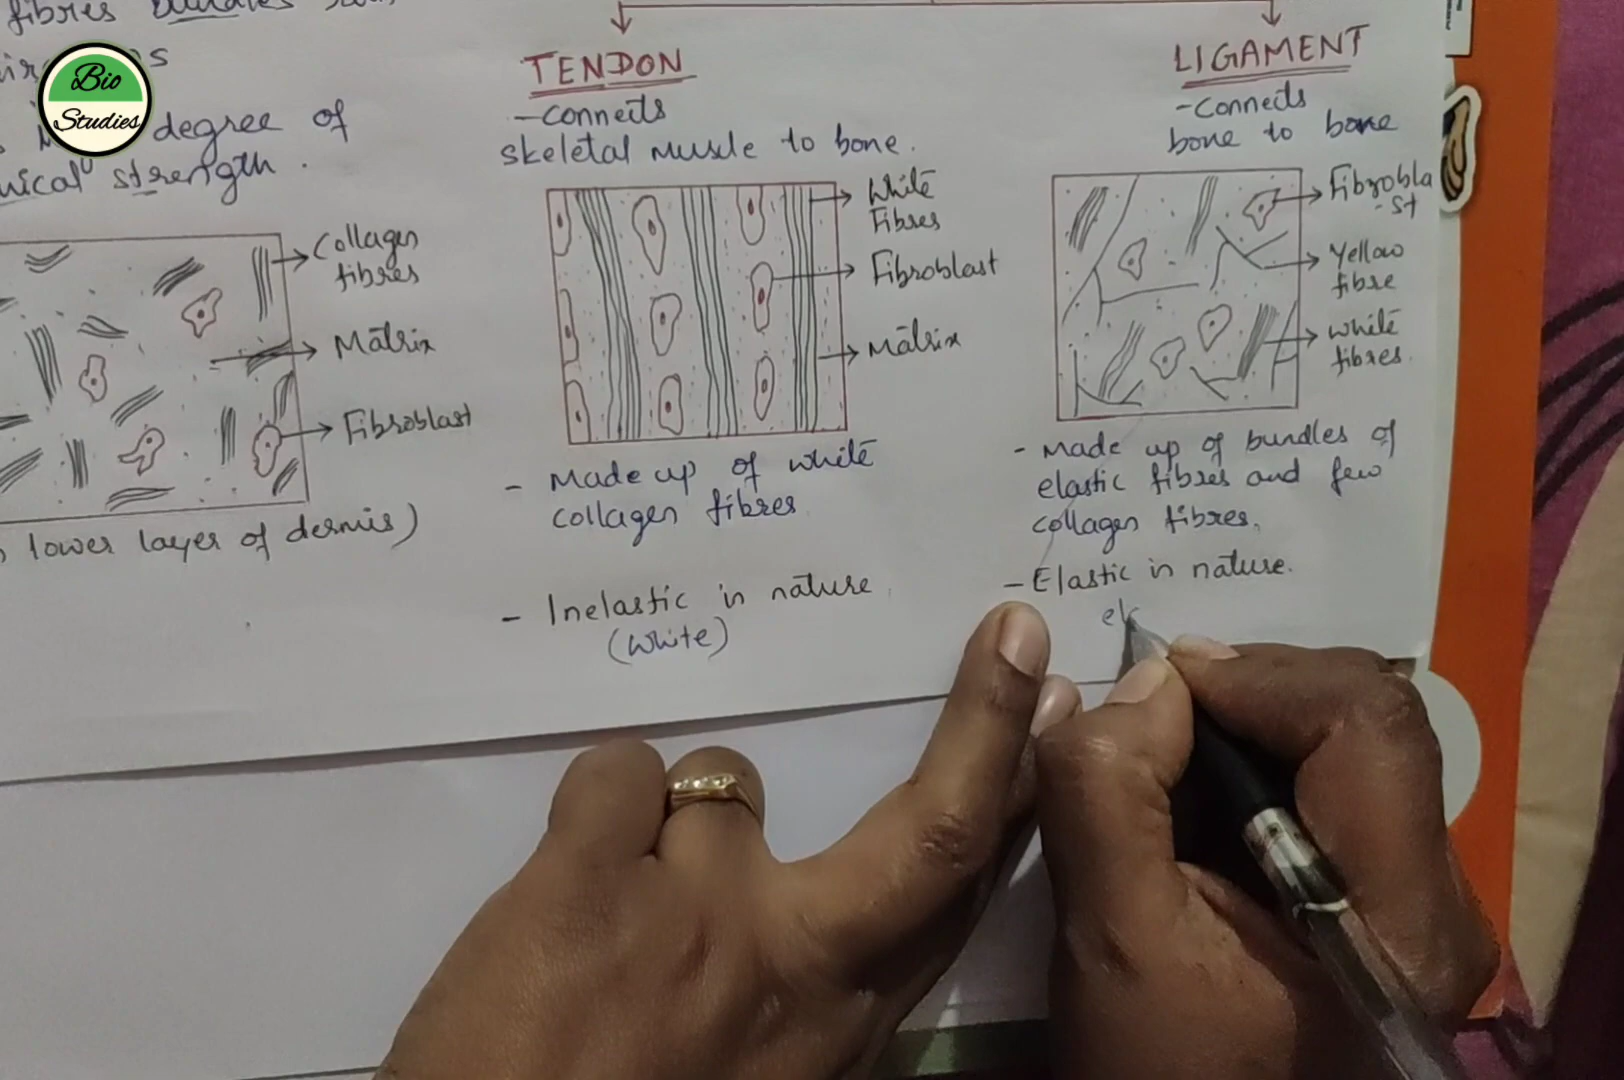 fibres bundles
Bio
Studies
degree of
strength.
Collagen
fibres
Matrix
Fibroblast
lower layer of dermis)
TENDON
- connects
skeletal muscle to bone.
White
Fibres
Fibroblast
Matrix
- Made up of white
collagen fibres
- Inelastic in nature.
(White)
LIGAMENT
- connects
bone to bone
Fibrobla
-st
Yellow
fibre
white
fibres.
- Made up of bundles of
elastic fibres and few
collagen fibres.
- Elastic in nature.